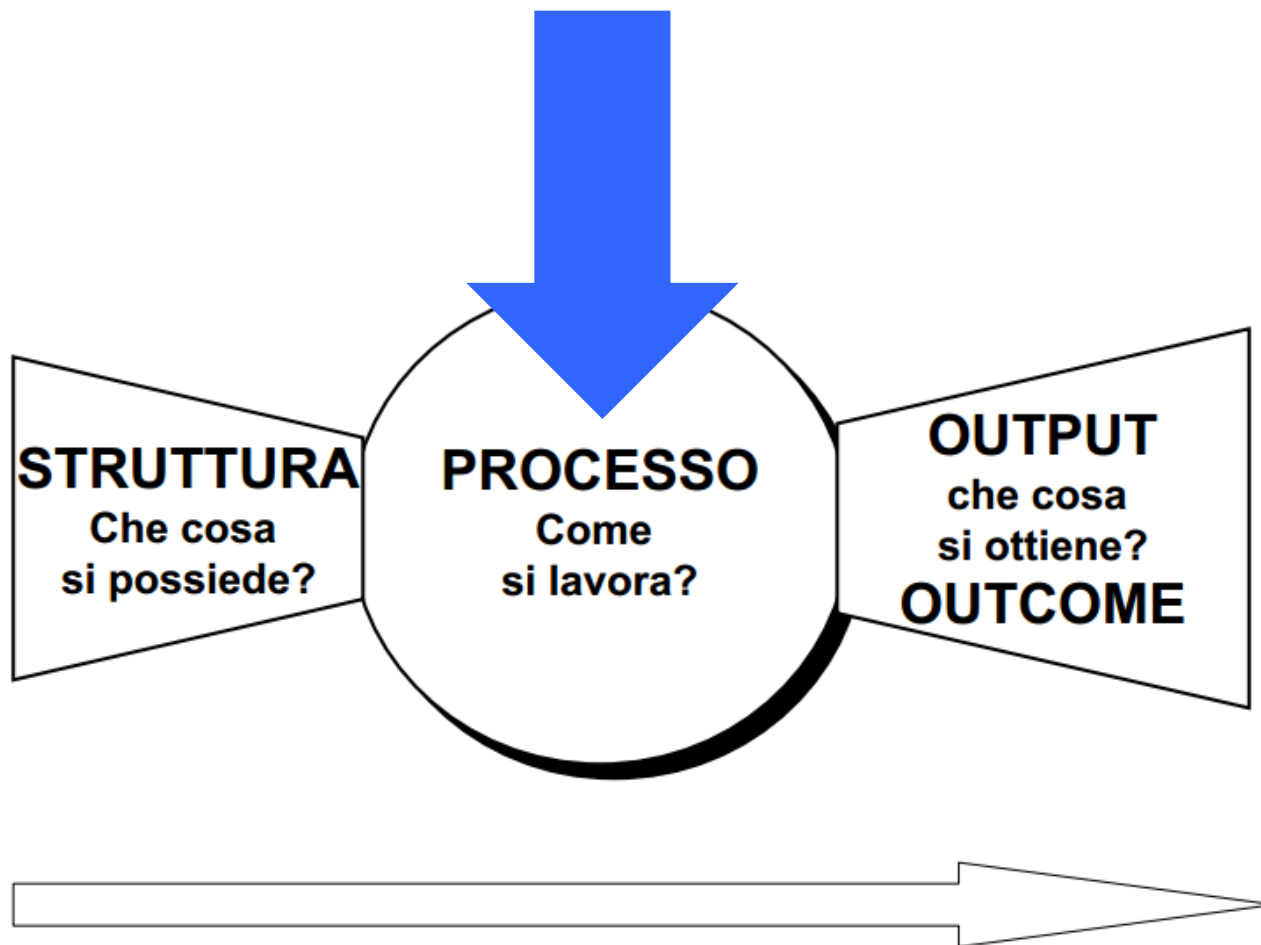 STRUTTURA
Che cosa
si possiede?
PROCESSO
Come
si lavora?
OUTPUT
che cosa
si ottiene?
OUTCOME